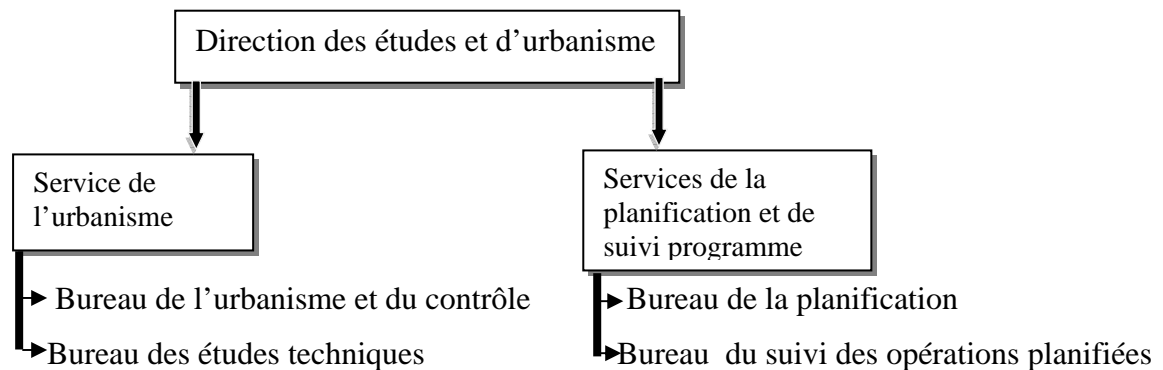 Direction des études et d’urbanisme
Service de
l’urbanisme
Bureau de l’urbanisme et du contrôle
Bureau des études techniques
Services de la
planification et de
suivi programme
Bureau de la planification
Bureau du suivi des opérations planifiées